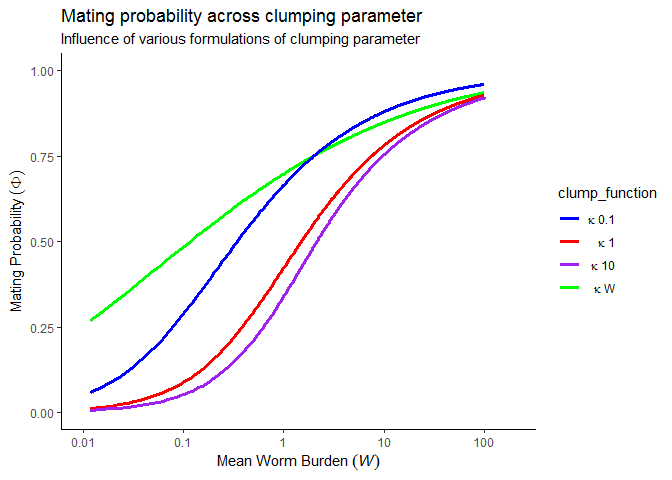 Mating probability across clumping parameter
Influence of various formulations of clumping parameter
1.00
0.75
0.50
0.25
0.00
Mating Probability (Φ)
0.01 0.1 1 10 100
Mean Worm Burden (W)
clump_function
κ 0.1
κ 1
κ 10
κ W